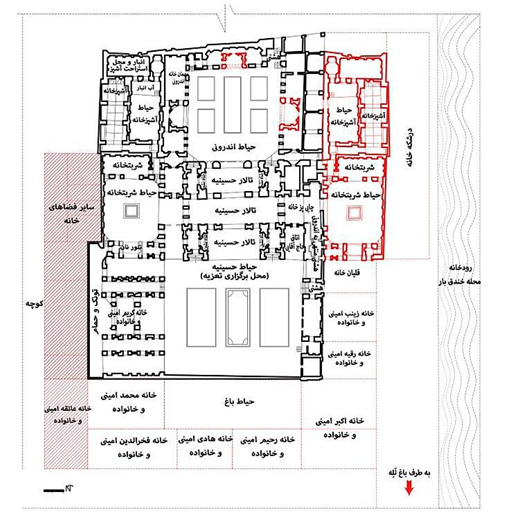 انبار و محل
استراحت آشپز
آشپزخانه
آب انبار
حیاط
آشپزخانه
حیاط اندرونی
حیاط
آشپزخانه
آشپزخانه
درشکه خانه
شربتخانه
حیاط شربتخانه
تالار حسینیه
تالار حسینیه
تالار حسینیه
شربتخانه
حیاط شربتخانه
سایر فضاهای
خانه
قلیان خانه
رودخانه
محله خندق بار
حیاط حسینیه
(محل برگزاری تعزیه)
کوچه
خانه کریم امینی
و خانواده
خانه زینب امینی
و خانواده
خانه رقیه امینی
و خانواده
خانه محمد امینی
و خانواده
حیاط باغ
خانه عاتقه امینی
و خانواده
خانه اکبر امینی
و خانواده
خانه فخرالدین امینی
و خانواده
خانه هادی امینی
و خانواده
خانه رحیم امینی
و خانواده
به طرف باغ لَله